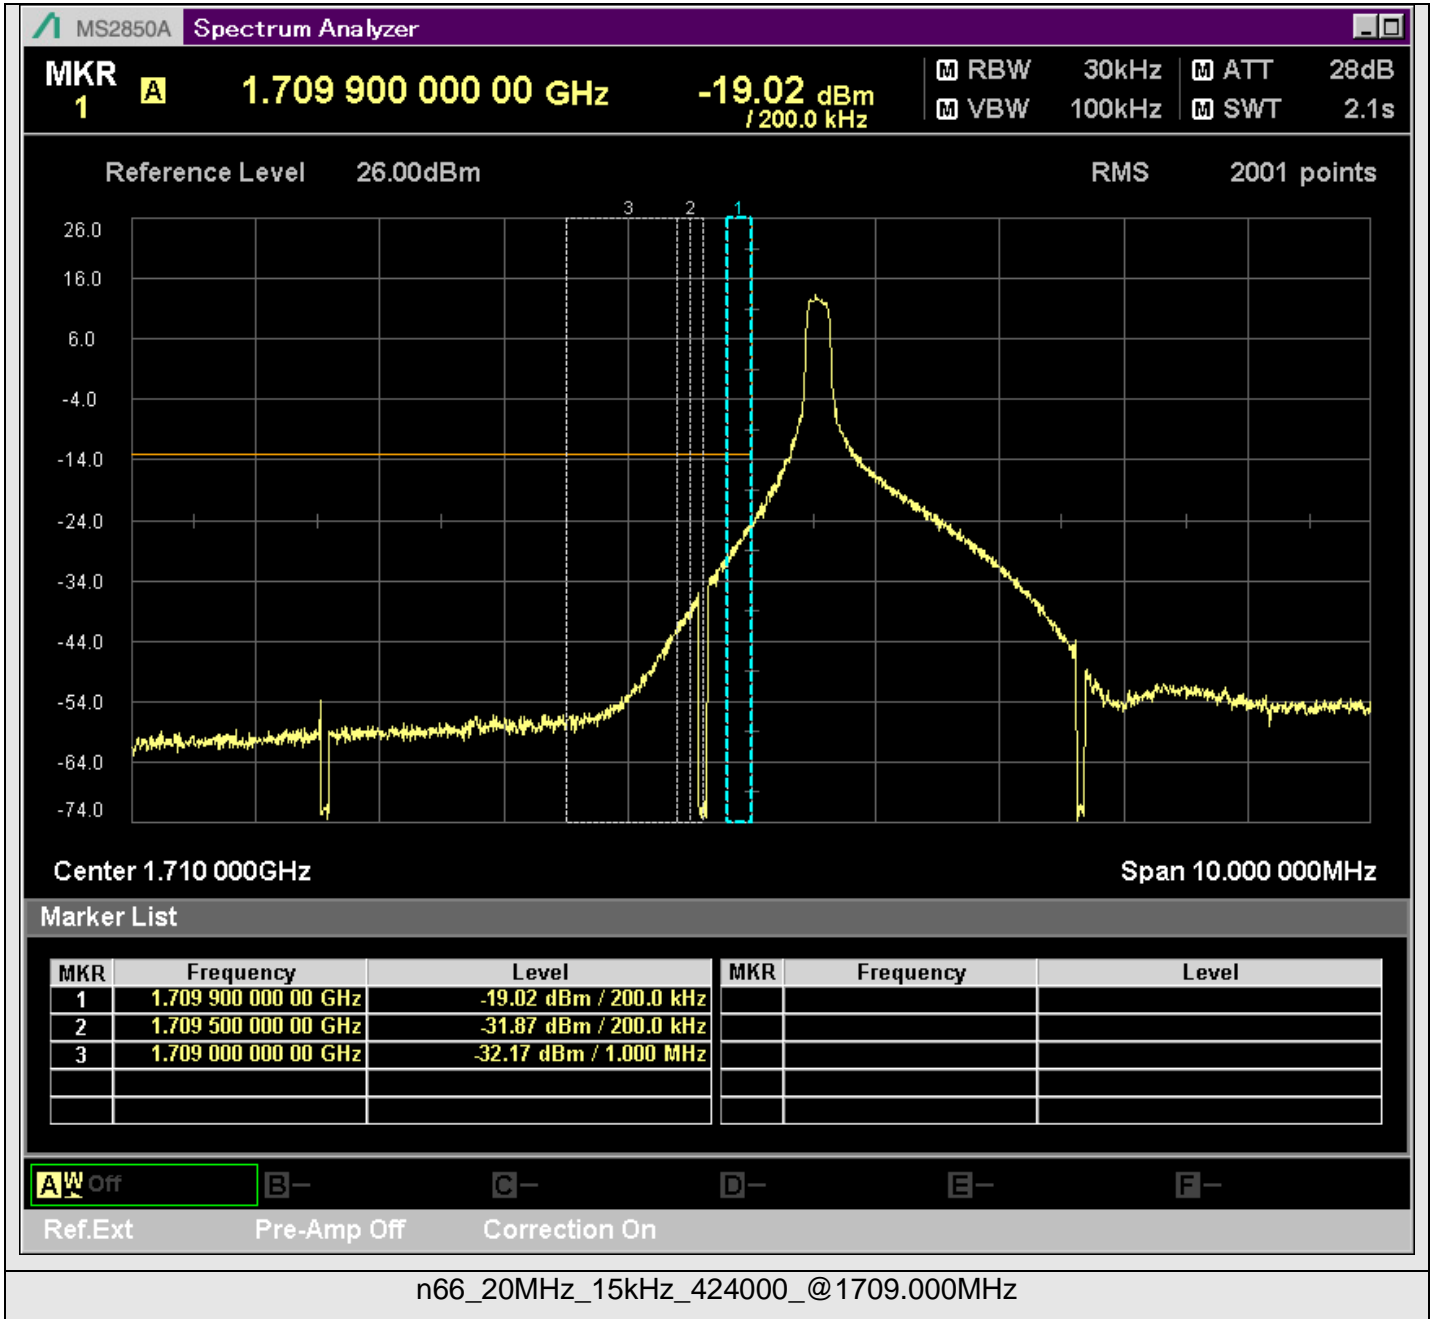 MS2850A Spectrum Analyzer
MKR 1 A 1.709 900 000 00 GHz -19.02 dBm / 200.0 kHz
M RBW 30kHz M ATT 28dB
M VBW 100kHz M SWT 2.1s
Reference Level 26.00dBm RMS 2001 points
3 2 1
26.0
16.0
6.0
-4.0
-14.0
-24.0
-34.0
-44.0
-54.0
-64.0
-74.0
Center 1.710 000GHz Span 10.000 000MHz
Marker List
MKR Frequency Level MKR Frequency Level
1 1.709 900 000 00 GHz -19.02 dBm / 200.0 kHz
2 1.709 500 000 00 GHz -31.87 dBm / 200.0 kHz
3 1.709 000 000 00 GHz -32.17 dBm / 1.000 MHz
A W Off B- C- D- E- F-
Ref.Ext Pre-Amp Off Correction On
n66_20MHz_15kHz_424000_@1709.000MHz